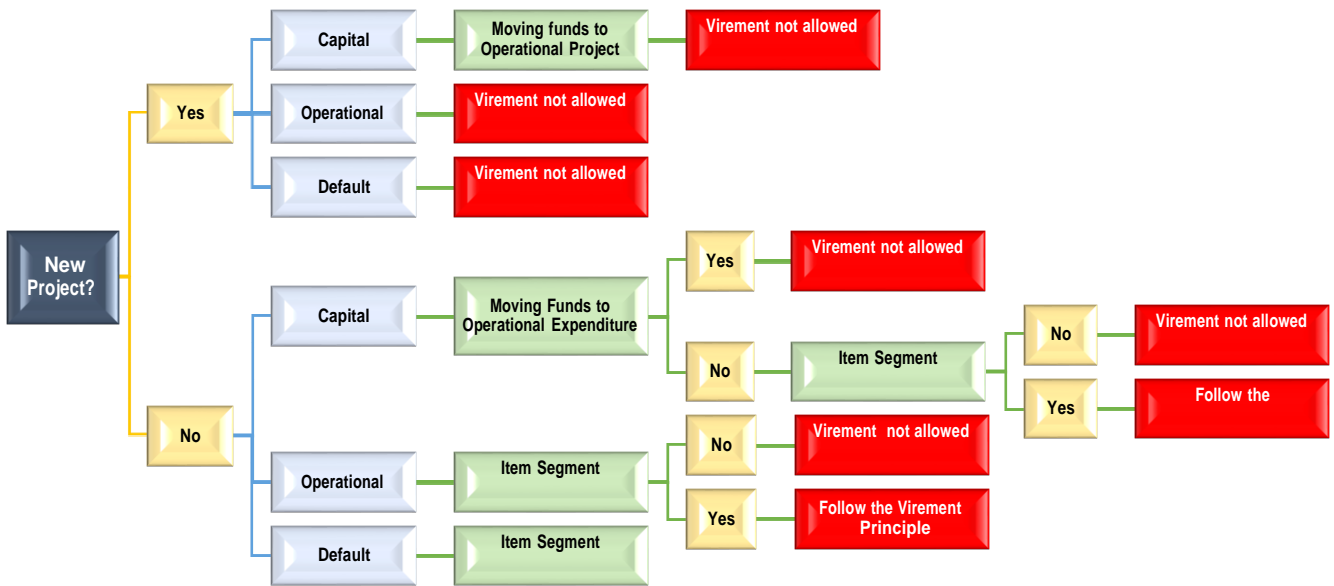 Capital
Moving funds to
Operational Project
Virement not allowed
Yes
Operational
Virement not allowed
Default
Virement not allowed
New
Project?
Capital
Moving Funds to
Operational Expenditure
Yes
Virement not allowed
No
Item Segment
No
Virement not allowed
Yes
Follow the
No
Operational
Item Segment
No
Virement not allowed
Yes
Follow the Virement
Principle
Default
Item Segment